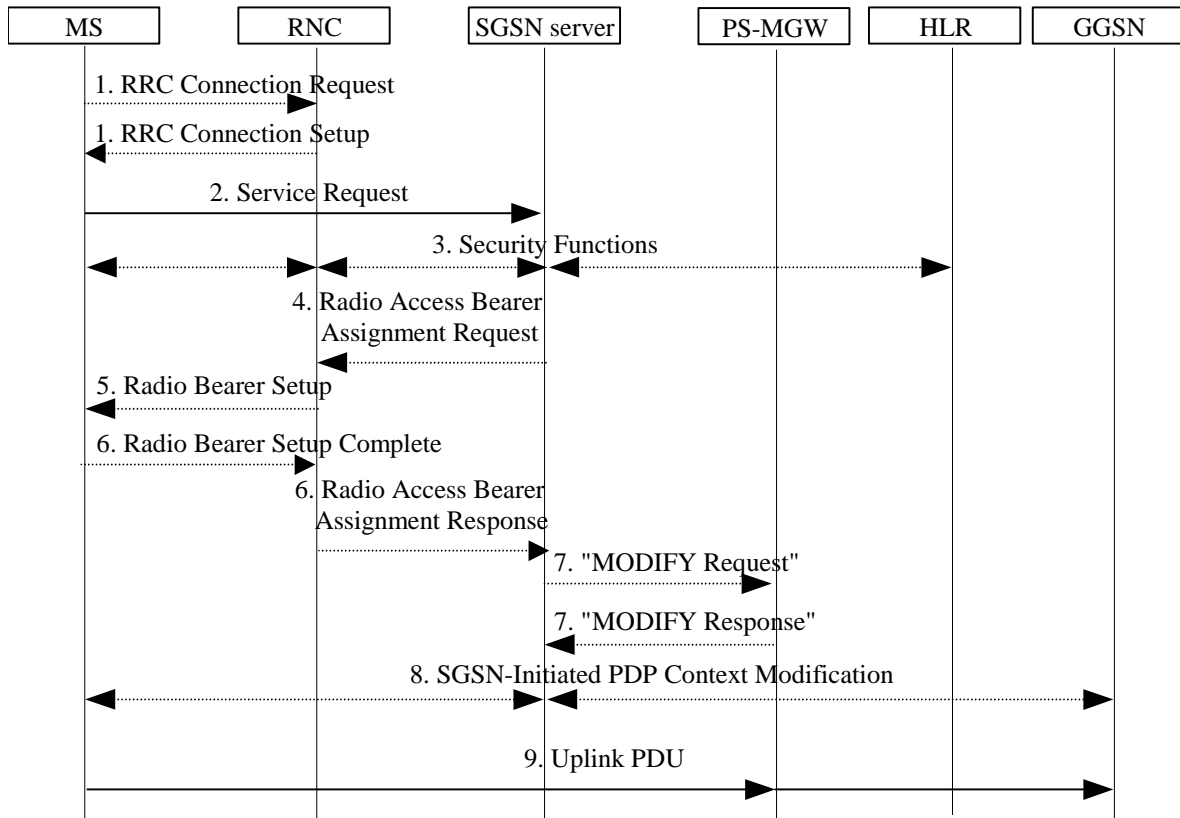 MS RNC SGSN server PS-MGW HLR GGSN
1. RRC Connection Request
1. RRC Connection Setup
2. Service Request
3. Security Functions
4. Radio Access Bearer
Assignment Request
5. Radio Bearer Setup
6. Radio Bearer Setup Complete
6. Radio Access Bearer
Assignment Response
7. "MODIFY Request"
7. "MODIFY Response"
8. SGSN-Initiated PDP Context Modification
9. Uplink PDU